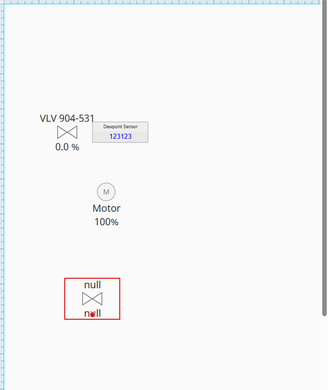 VLV 904-531
Dewpoint Sensor
123123
0.0 %
M
Motor
100%
null
null